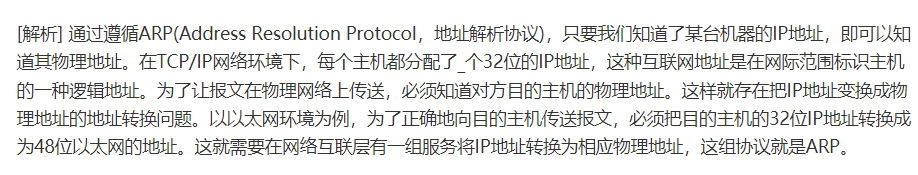 [解析] 通过遵循ARP(Address Resolution Protocol，地址解析协议)，只要我们知道了某台机器的IP地址，即可以知
道其物理地址。在TCP/IP网络环境下，每个主机都分配了_个32位的IP地址，这种互联网地址是在网际范围标识主机
的一种逻辑地址。为了让报文在物理网络上传送，必须知道对方目的主机的物理地址。这样就存在把IP地址变换成物
理地址的地址转换问题。以以太网环境为例，为了正确地向目的主机传送报文，必须把目的主机的32位IP地址转换成
为48位以太网的地址。这就需要在网络互联层有一组服务将IP地址转换为相应物理地址，这组协议就是ARP。